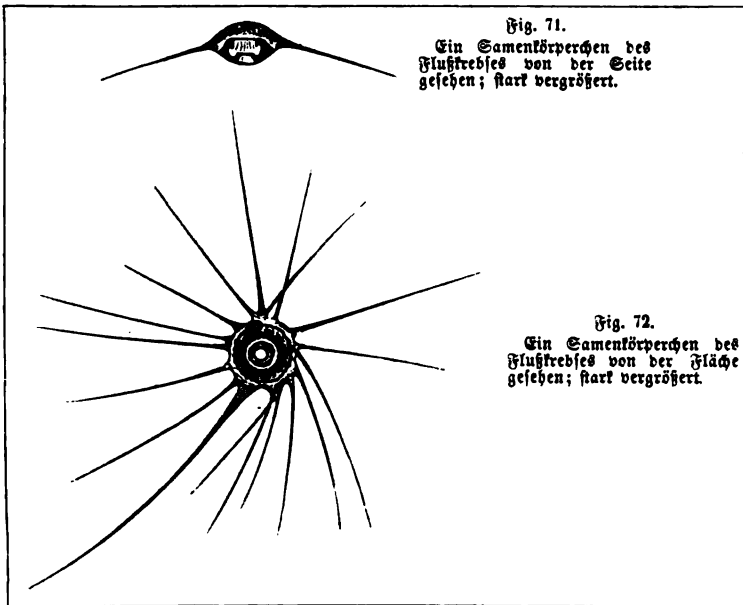 Fig. 71.
Ein Samenkörperchen des
Flußkrebses von der Seite
gesehen; stark vergrößert.
Fig. 72.
Ein Samenkörperchen des
Flußkrebses von der Fläche
gesehen; stark vergrößert.